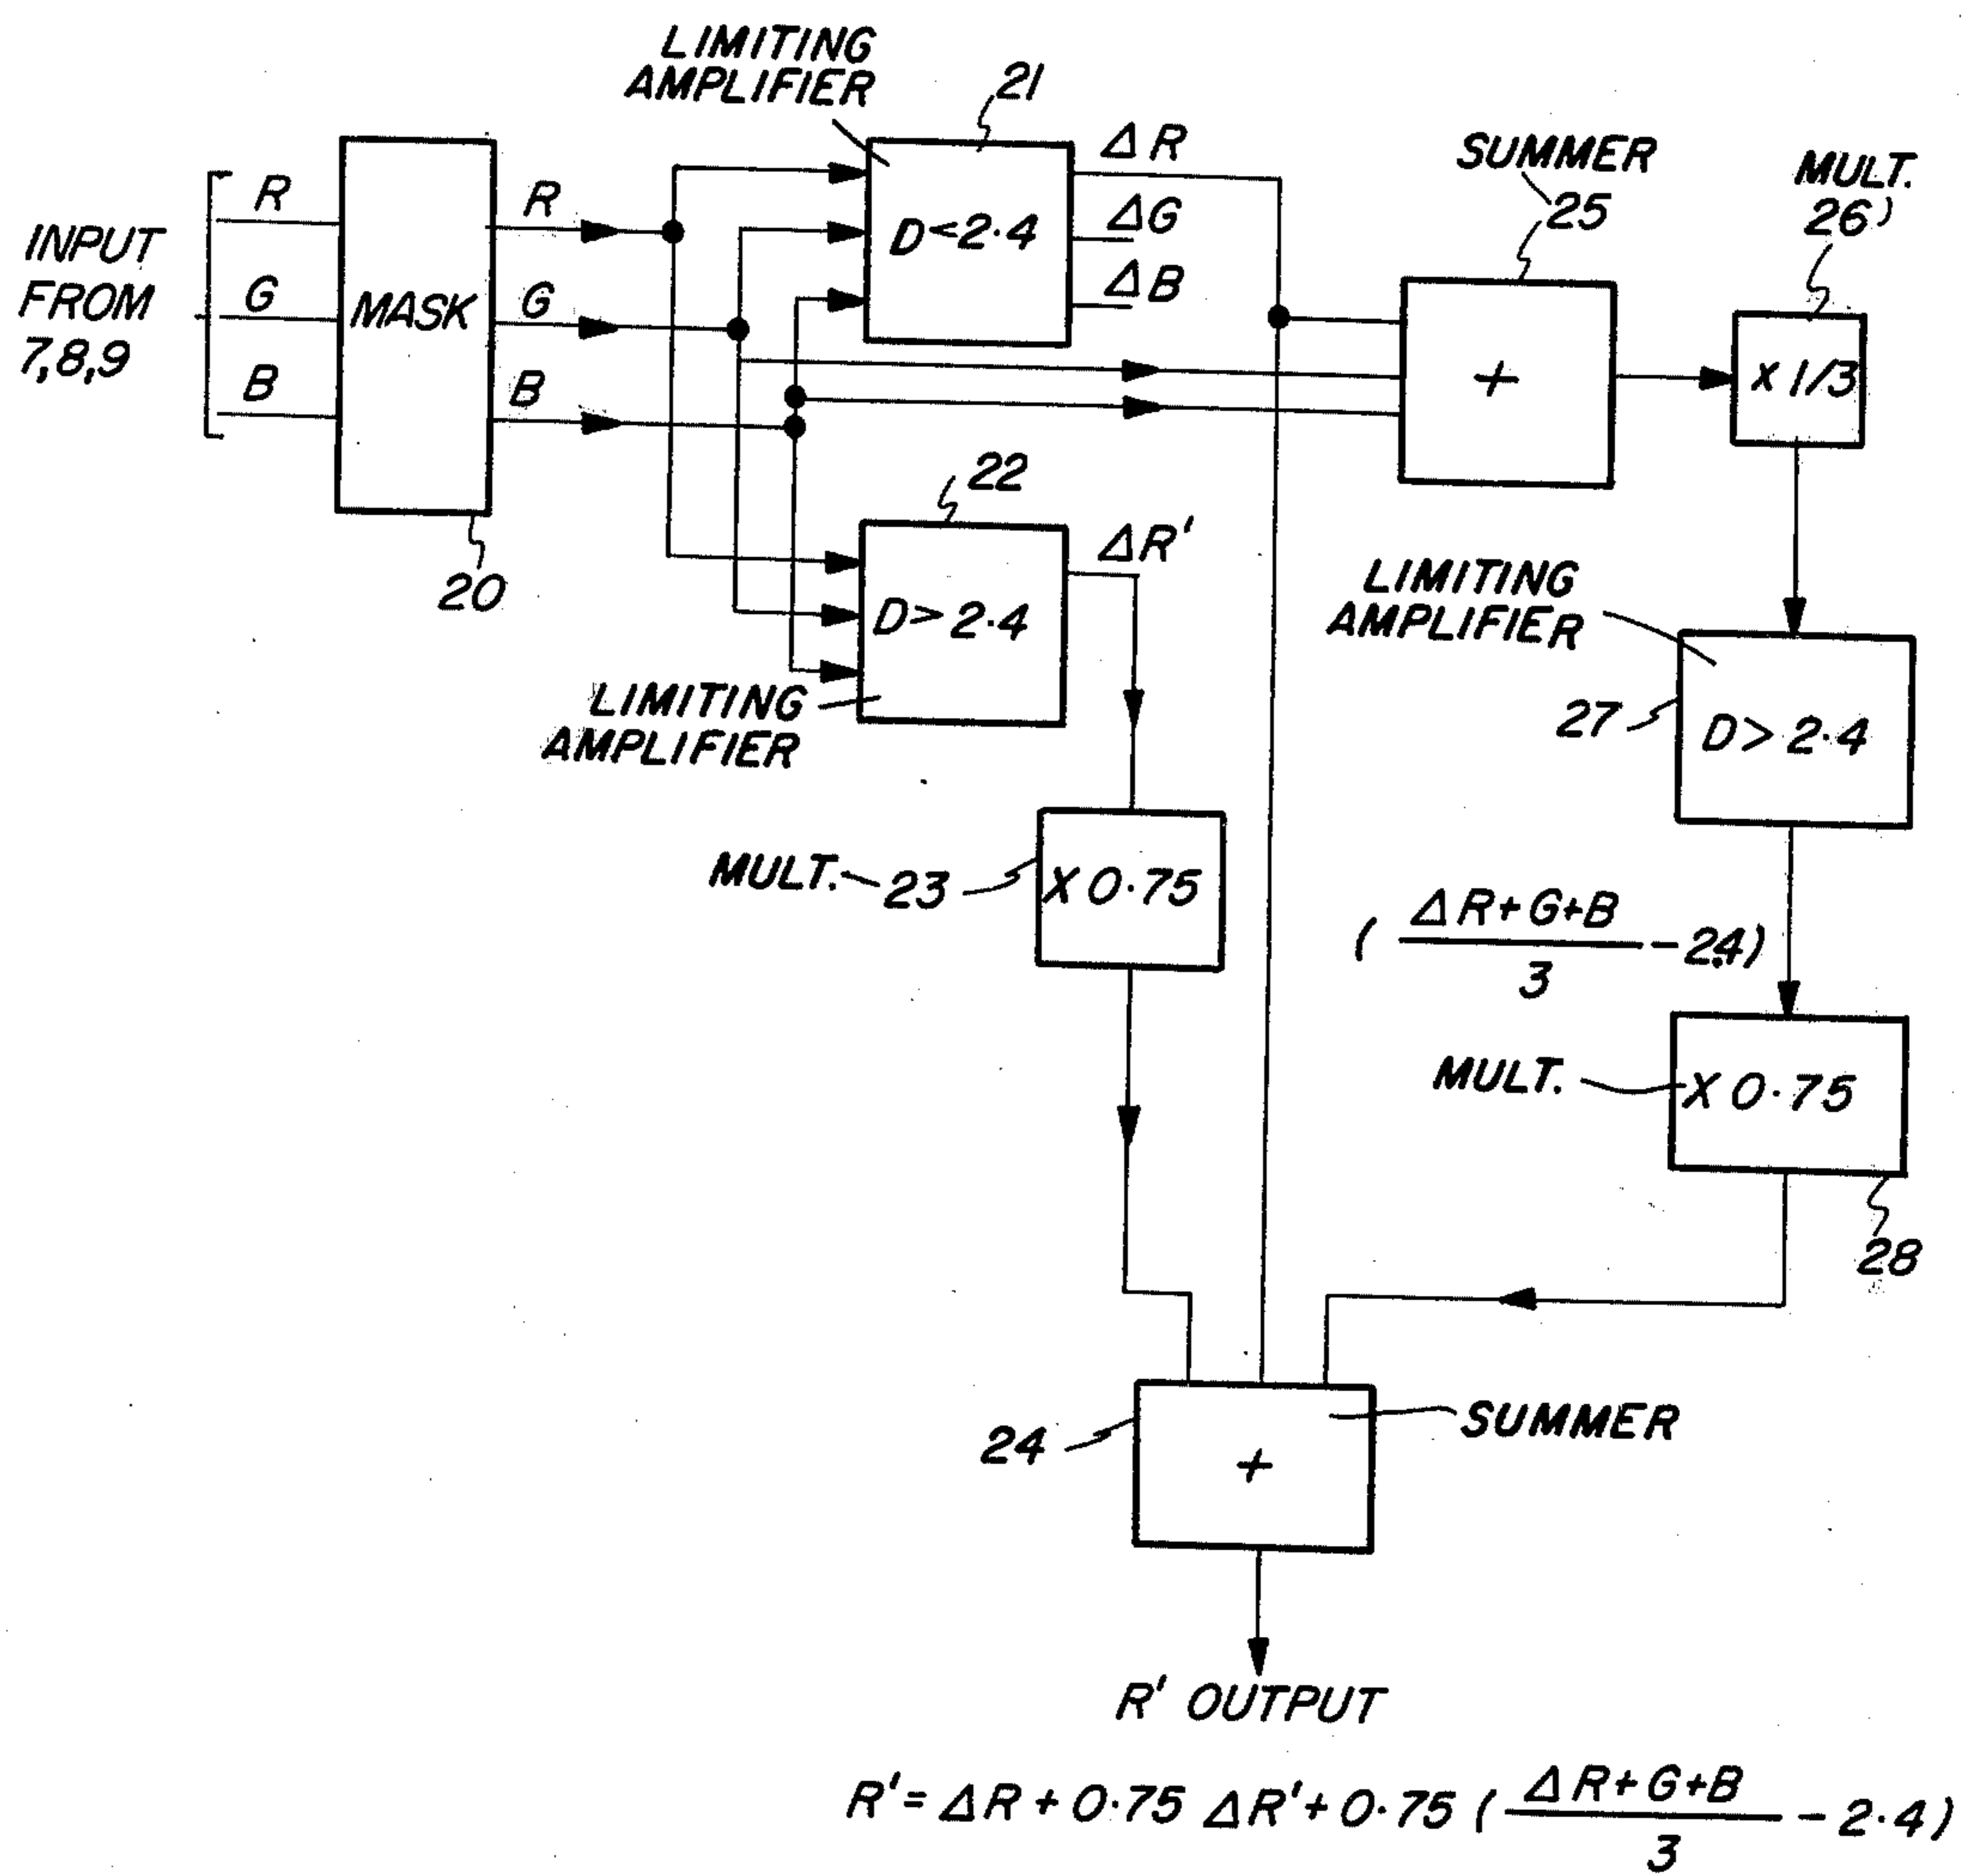 LIMITING
AMPLIFIER
21
INPUT
FROM
7,8,9
R
G
B
MASK
20
R
G
B
D<2·4
ΔR
ΔG
ΔB
SUMMER
25
+
MULT.
26)
x 1/3
22
D>2·4
ΔR'
LIMITING
AMPLIFIER
LIMITING
AMPLIFIER
27
D>2·4
MULT. 23
X 0·75
( ΔR+G+B / 3 - 2.4)
MULT.
X 0·75
28
24
+
SUMMER
R' OUTPUT
R' = ΔR + 0·75 ΔR' + 0·75 ( ΔR+G+B / 3 - 2·4)